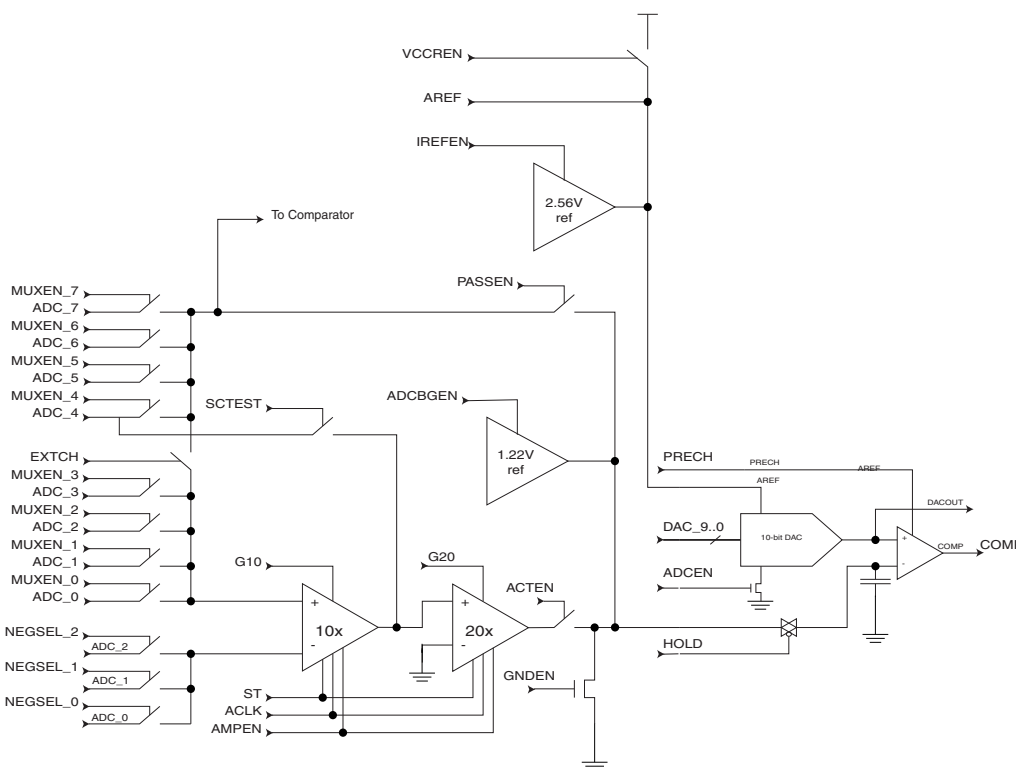 VCCREN
AREF
IREFEN
2.56V
ref
To Comparator
PASSEN
MUXEN_7
ADC_7
MUXEN_6
ADC_6
MUXEN_5
ADC_5
MUXEN_4
ADC_4
SCTEST
ADCBGEN
1.22V
ref
EXTCH
MUXEN_3
ADC_3
MUXEN_2
ADC_2
MUXEN_1
ADC_1
MUXEN_0
ADC_0
PRECH
PRECH
AREF
AREF
DACOUT
DAC_9..0
10-bit DAC
+
-
COMP
COMP
ADCEN
G10
+
10x
-
G20
+
20x
-
ACTEN
HOLD
NEGSEL_2
ADC_2
NEGSEL_1
ADC_1
NEGSEL_0
ADC_0
ST
ACLK
AMPEN
GNDEN